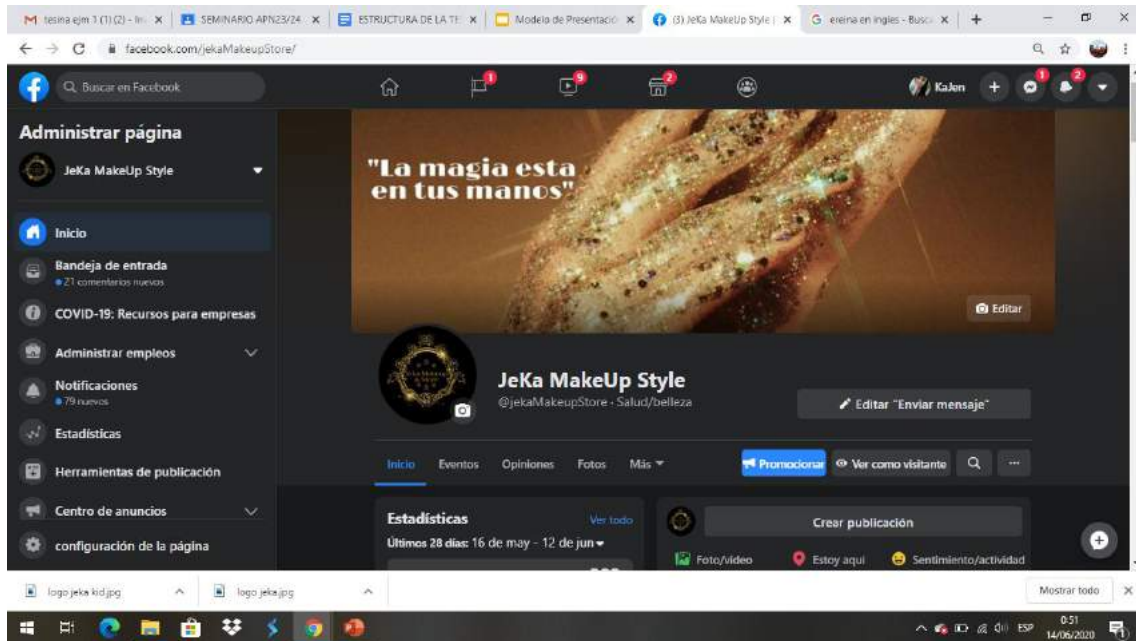 tesina ejm 1 (1) (2) - In
SEMINARIO APN23/24
ESTRUCTURA DE LA TE
Modelo de Presentació
(3) JeKa MakeUp Style |
ereina en ingles - Busc
facebook.com/jekaMakeupStore/
Buscar en Facebook
1
9
2
KaJen
1
2
Administrar página
JeKa MakeUp Style
Inicio
Bandeja de entrada
21 comentarios nuevos
COVID-19: Recursos para empresas
Administrar empleos
Notificaciones
79 nuevos
Estadísticas
Herramientas de publicación
Centro de anuncios
configuración de la página
"La magia esta
en tus manos"
Editar
JeKa MakeUp Style
@jekaMakeupStore · Salud/belleza
Editar "Enviar mensaje"
Inicio Eventos Opiniones Fotos Más
Promocionar
Ver como visitante
Estadísticas
Ver todo
Últimos 28 días: 16 de may - 12 de jun
Crear publicación
Foto/video
Estoy aquí
Sentimiento/actividad
logo jeka kid.jpg
logo jeka.jpg
Mostrar todo
ESP
0:51
14/06/2020